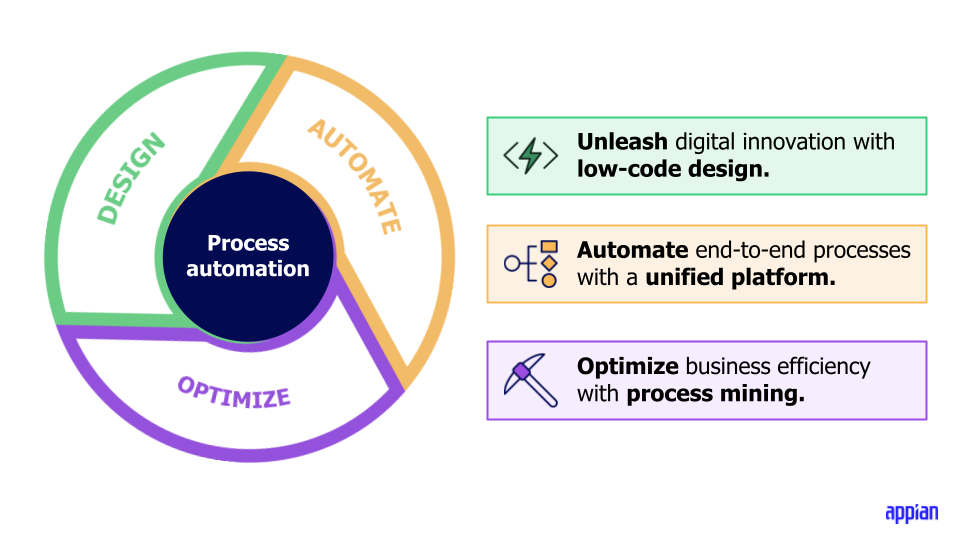 DESIGN
AUTOMATE
OPTIMIZE
Process
automation
Unleash digital innovation with
low-code design.
Automate end-to-end processes
with a unified platform.
Optimize business efficiency
with process mining.
appian